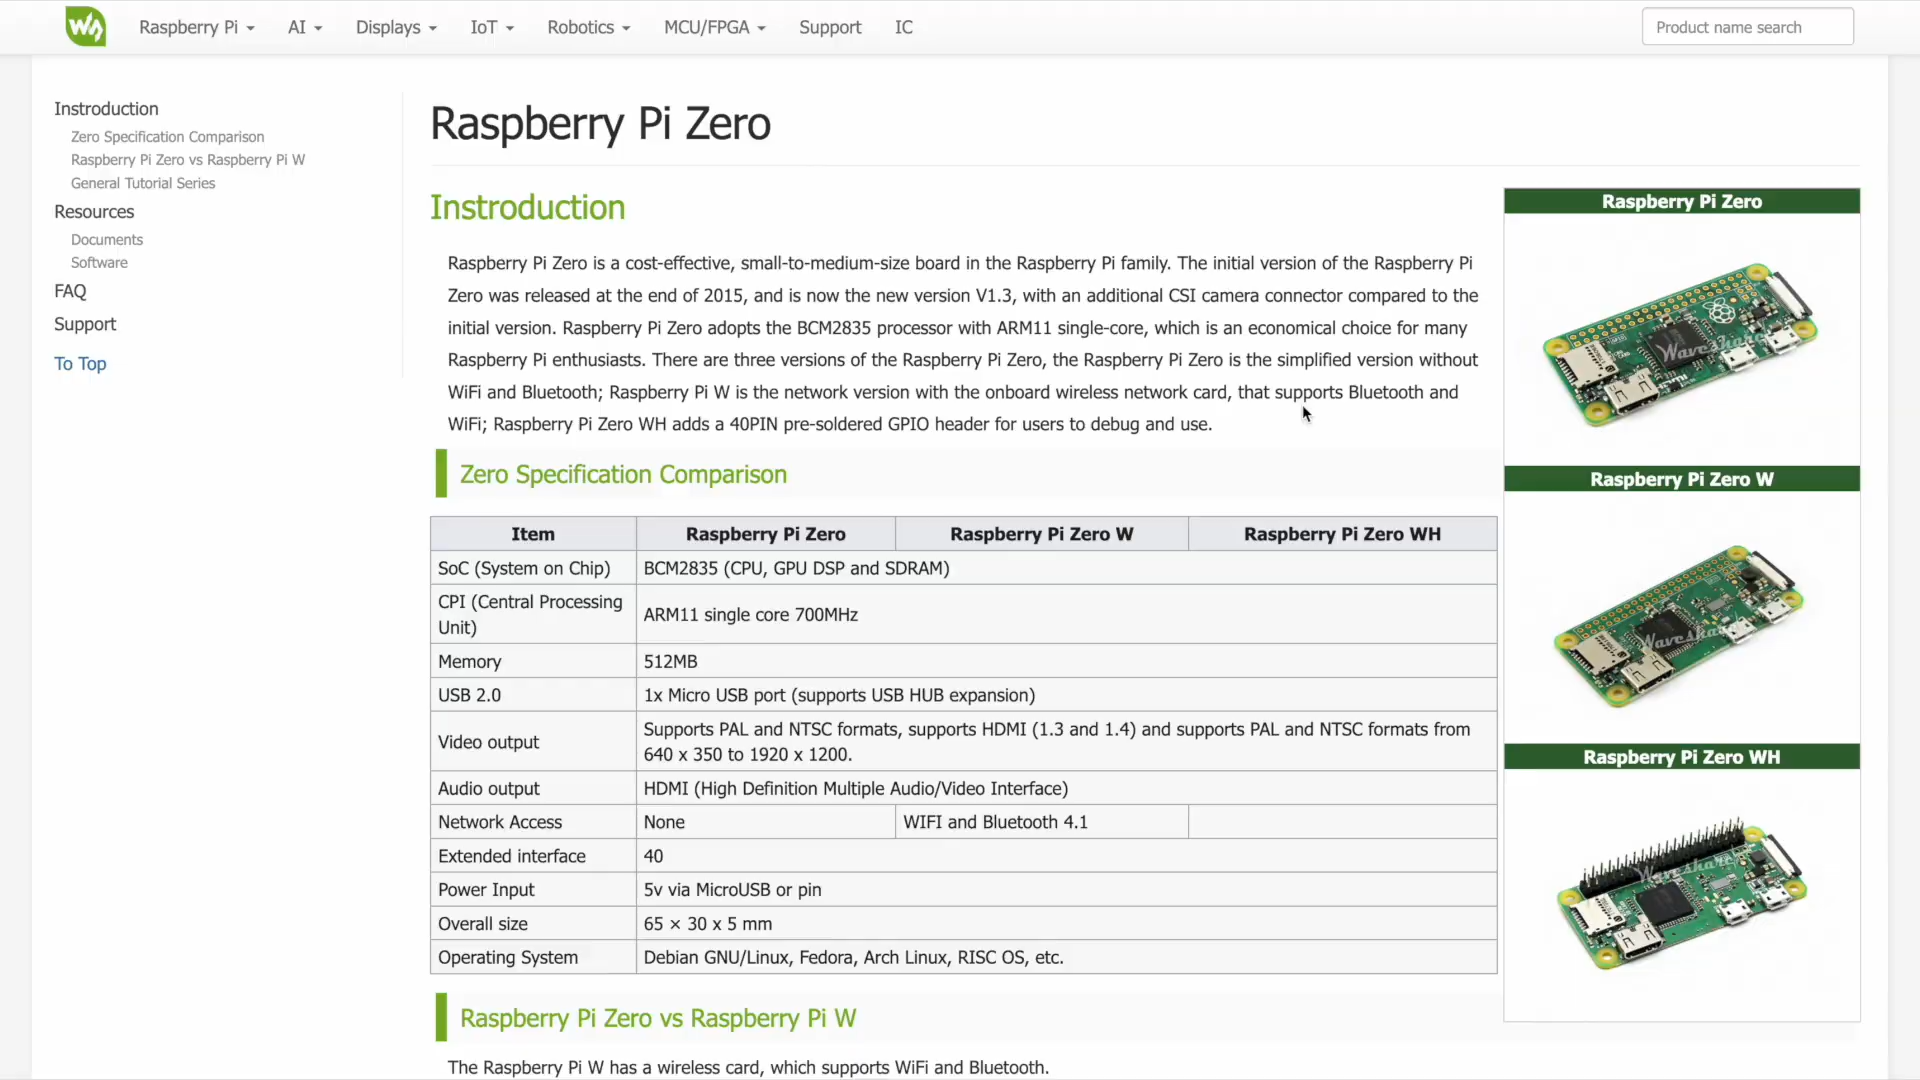 Raspberry Pi
AI
Displays
IoT
Robotics
MCU/FPGA
Support
IC
Product name search
Instroduction
Zero Specification Comparison
Raspberry Pi Zero vs Raspberry Pi W
General Tutorial Series
Resources
Documents
Software
FAQ
Support
To Top
Raspberry Pi Zero
Instroduction
Raspberry Pi Zero is a cost-effective, small-to-medium-size board in the Raspberry Pi family. The initial version of the Raspberry Pi
Zero was released at the end of 2015, and is now the new version V1.3, with an additional CSI camera connector compared to the
initial version. Raspberry Pi Zero adopts the BCM2835 processor with ARM11 single-core, which is an economical choice for many
Raspberry Pi enthusiasts. There are three versions of the Raspberry Pi Zero, the Raspberry Pi Zero is the simplified version without
WiFi and Bluetooth; Raspberry Pi W is the network version with the onboard wireless network card, that supports Bluetooth and
WiFi; Raspberry Pi Zero WH adds a 40PIN pre-soldered GPIO header for users to debug and use.
Zero Specification Comparison
Item Raspberry Pi Zero Raspberry Pi Zero W Raspberry Pi Zero WH
SoC (System on Chip) BCM2835 (CPU, GPU DSP and SDRAM)
CPI (Central Processing
Unit) ARM11 single core 700MHz
Memory 512MB
USB 2.0 1x Micro USB port (supports USB HUB expansion)
Video output Supports PAL and NTSC formats, supports HDMI (1.3 and 1.4) and supports PAL and NTSC formats from
640 x 350 to 1920 x 1200.
Audio output HDMI (High Definition Multiple Audio/Video Interface)
Network Access None WIFI and Bluetooth 4.1
Extended interface 40
Power Input 5v via MicroUSB or pin
Overall size 65 × 30 x 5 mm
Operating System Debian GNU/Linux, Fedora, Arch Linux, RISC OS, etc.
Raspberry Pi Zero vs Raspberry Pi W
The Raspberry Pi W has a wireless card, which supports WiFi and Bluetooth.
Raspberry Pi Zero
Waveshare
Raspberry Pi Zero W
Waveshare
Raspberry Pi Zero WH
Waveshare